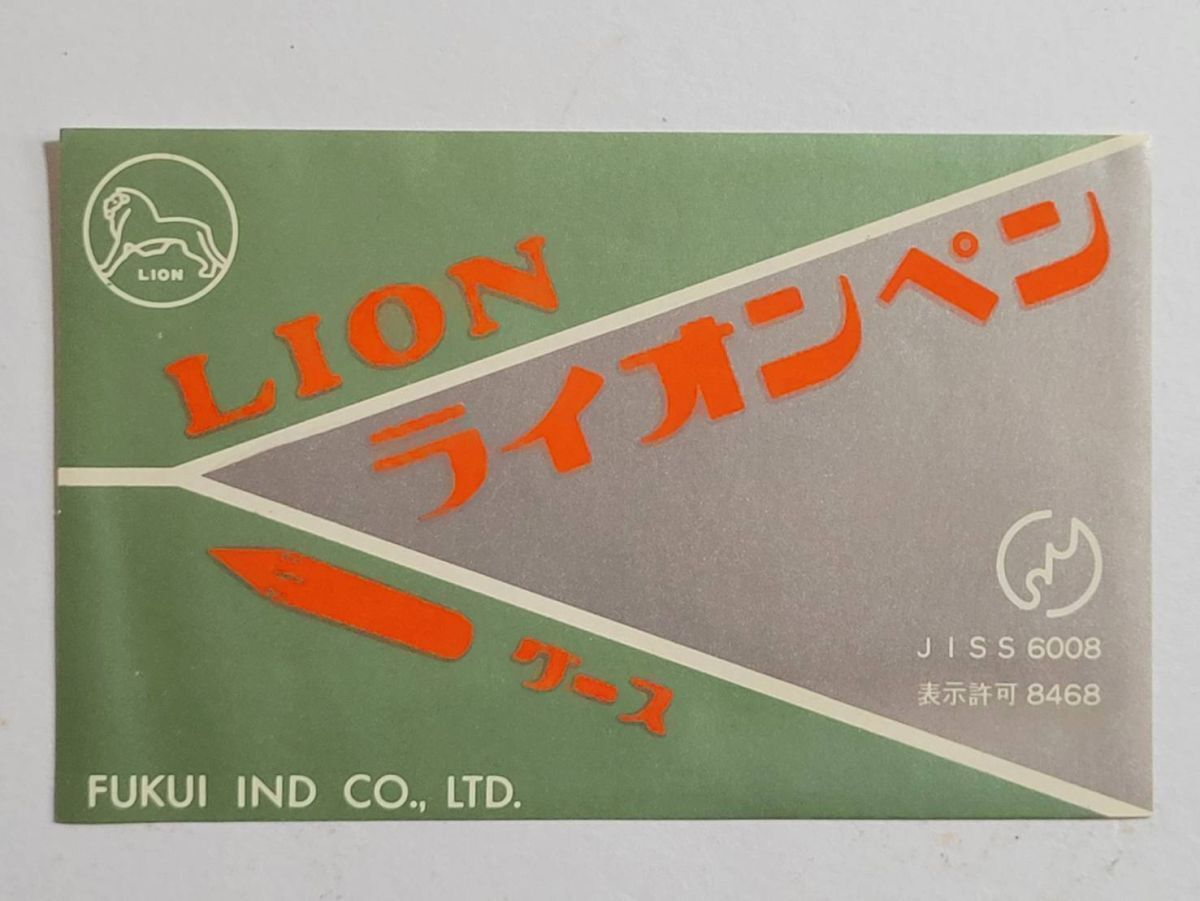 LION
LION
ライオンペン
グース
JISS 6008
表示許可 8468
FUKUI IND CO., LTD.